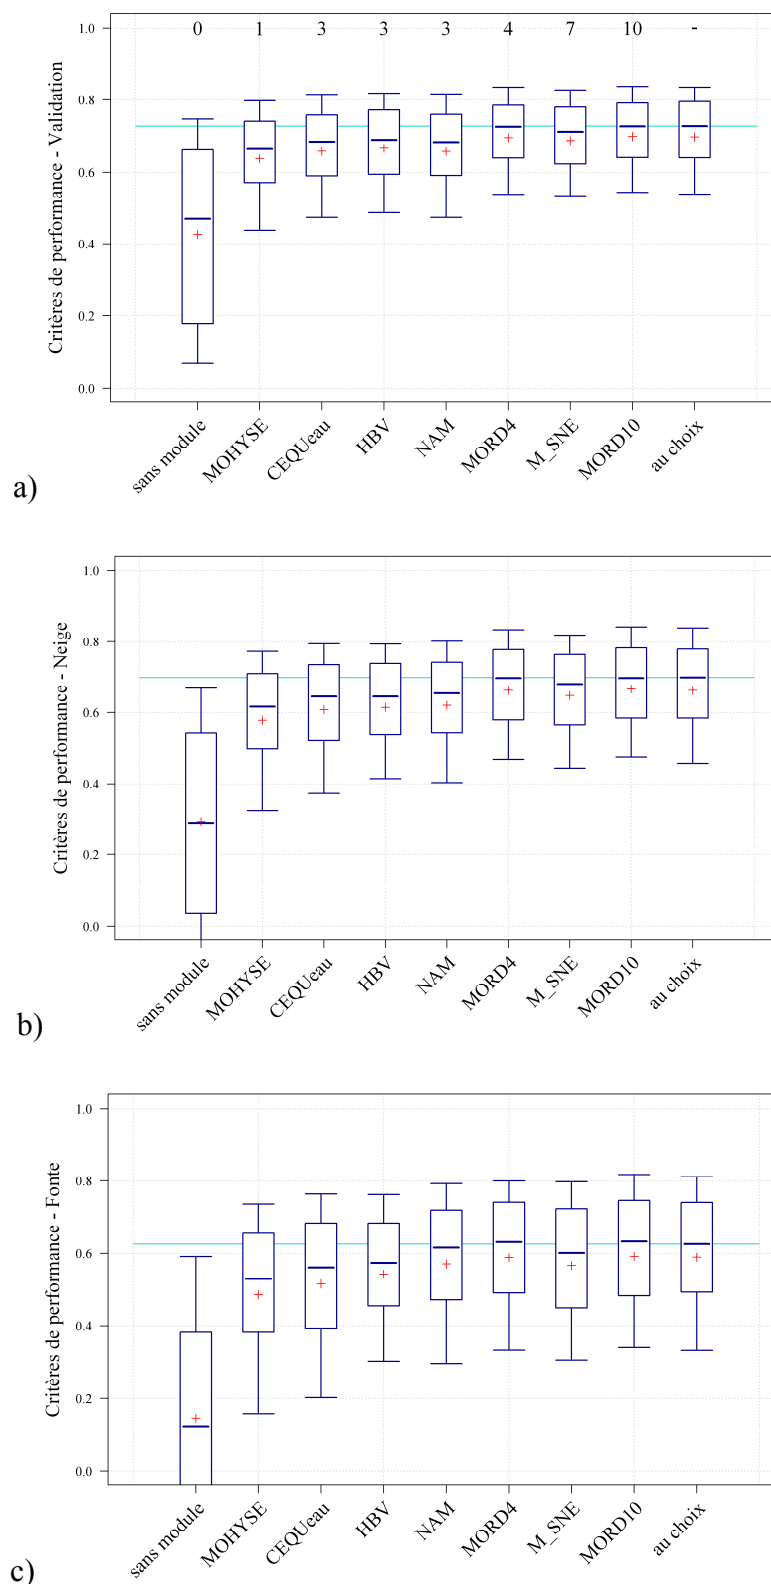 Critères de performance - Validation
1.0
0.8
0.6
0.4
0.2
0.0
0 1 3 3 3 4 7 10 -
sans module
MOHYSE
CEQUeau
HBV
NAM
MORD4
M_SNE
MORD10
au choix
a)
Critères de performance - Neige
1.0
0.8
0.6
0.4
0.2
0.0
sans module
MOHYSE
CEQUeau
HBV
NAM
MORD4
M_SNE
MORD10
au choix
b)
Critères de performance - Fonte
1.0
0.8
0.6
0.4
0.2
0.0
sans module
MOHYSE
CEQUeau
HBV
NAM
MORD4
M_SNE
MORD10
au choix
c)